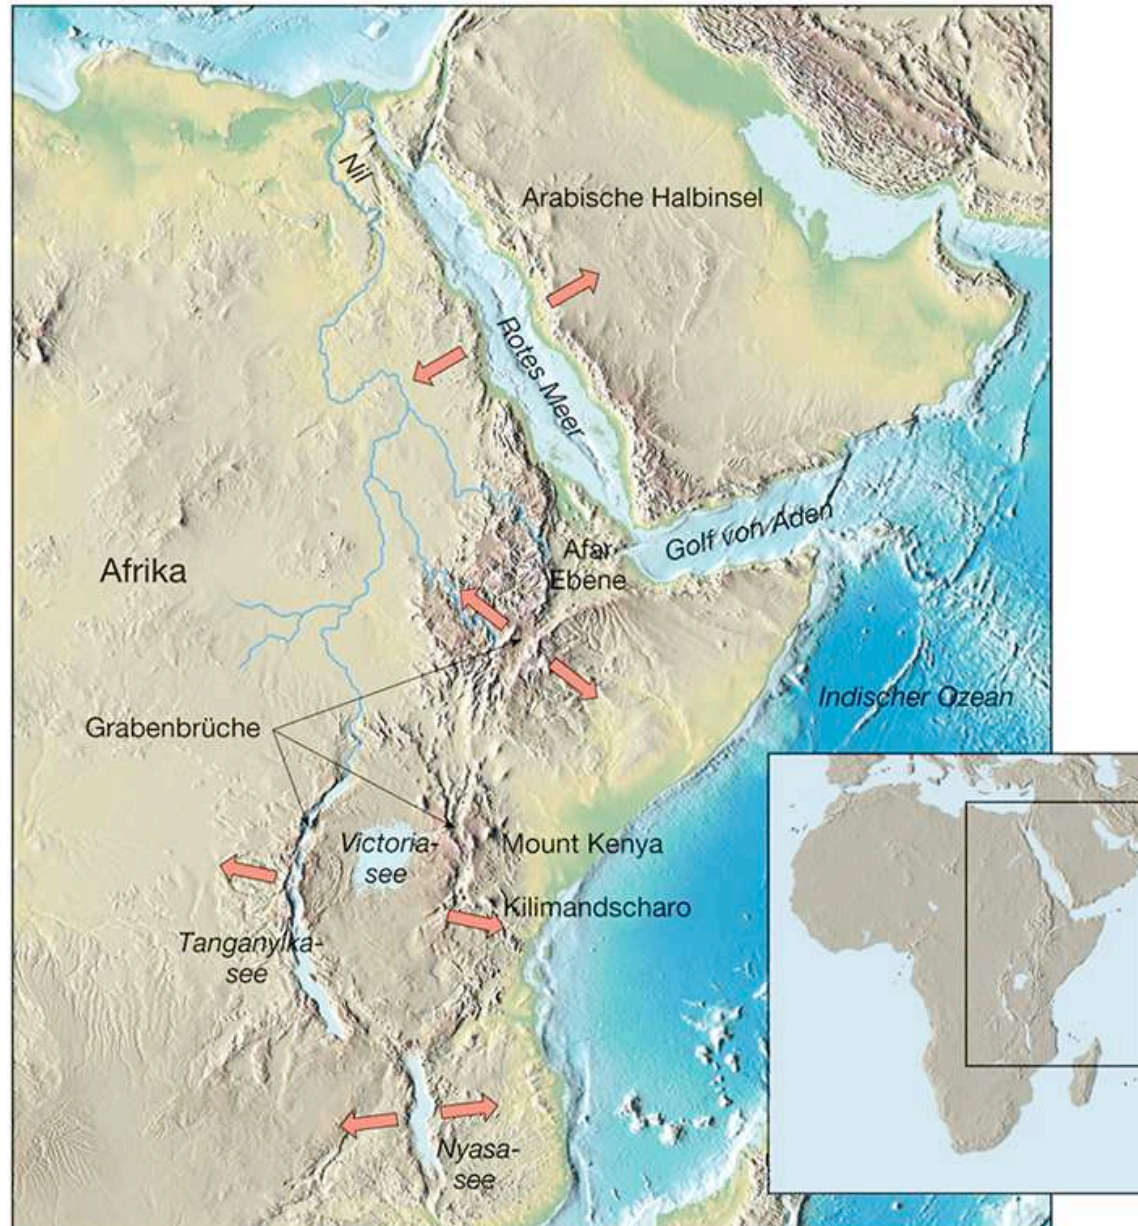 Nil
Arabische Halbinsel
Rotes Meer
Golf von Aden
Afar
Ebene
Afrika
Indischer Ozean
Grabenbrüche
Victoria-
see
Mount Kenya
Kilimandscharo
Tanganyika-
see
Nyasa-
see